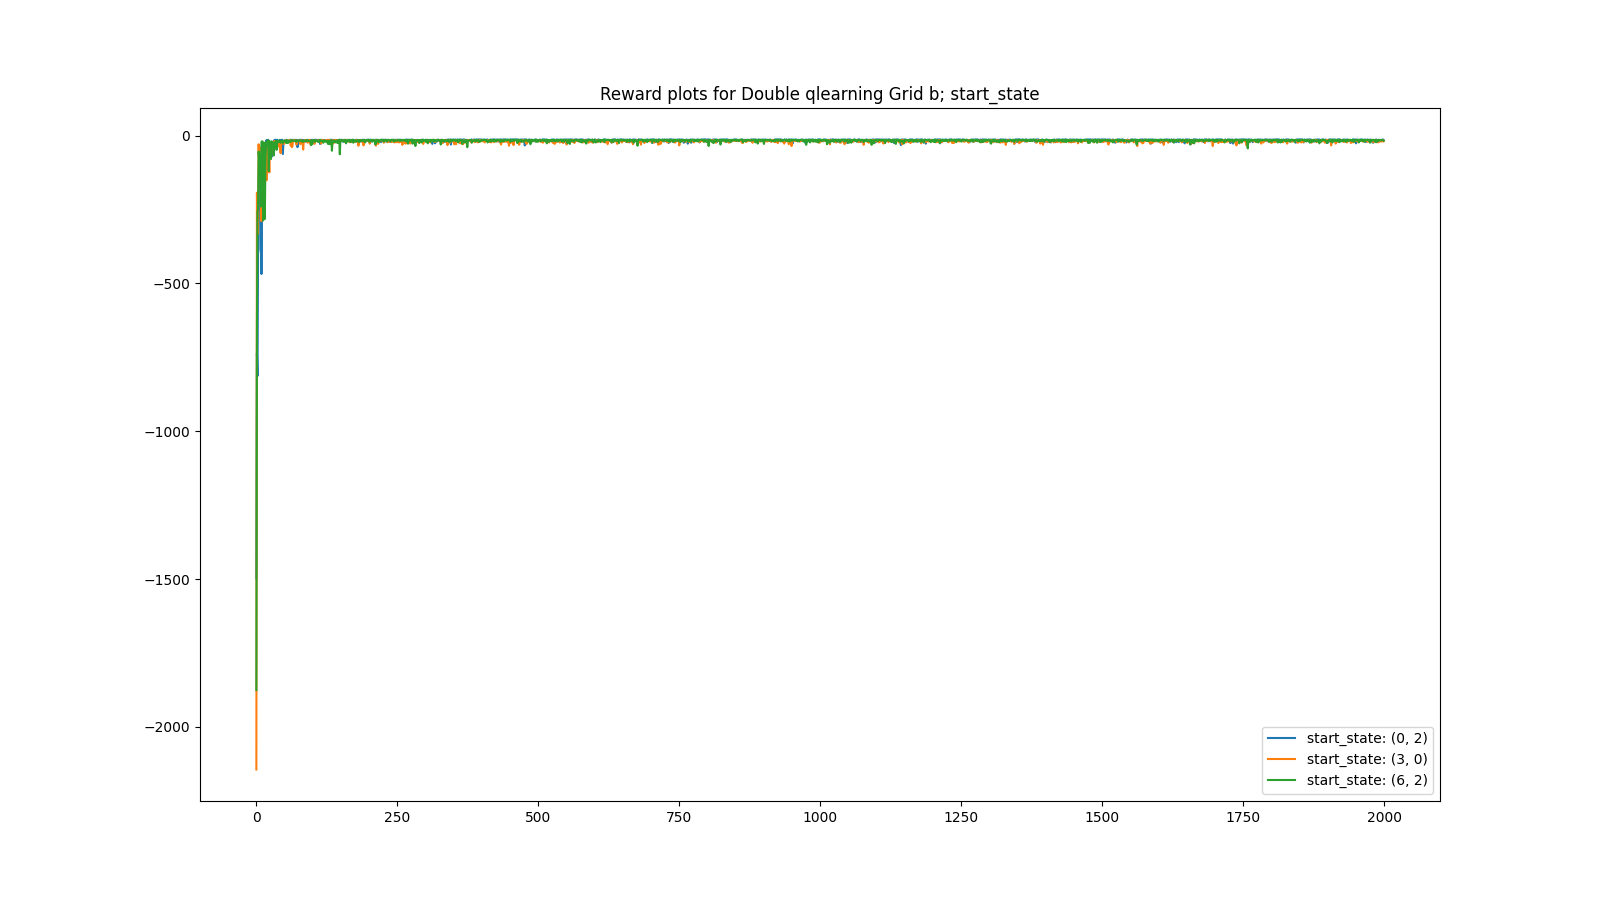 Reward plots for Double qlearning Grid b; start_state
0
−500
−1000
−1500
−2000
start_state: (0, 2)
start_state: (3, 0)
start_state: (6, 2)
0 250 500 750 1000 1250 1500 1750 2000